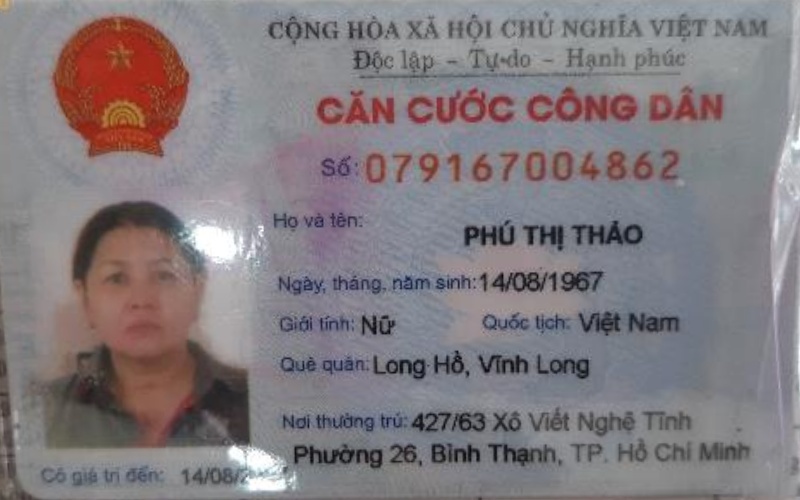 CỘNG HÒA XÃ HỘI CHỦ NGHĨA VIỆT NAM
Độc lập - Tự do - Hạnh phúc
CĂN CƯỚC CÔNG DÂN
Số: 079167004862
Họ và tên: PHÚ THỊ THẢO
Ngày, tháng, năm sinh: 14/08/1967
Giới tính: Nữ Quốc tịch: Việt Nam
Quê quán: Long Hồ, Vĩnh Long
Nơi thường trú: 427/63 Xô Viết Nghệ Tĩnh
Phường 26, Bình Thạnh, TP. Hồ Chí Minh
Có giá trị đến: 14/08/